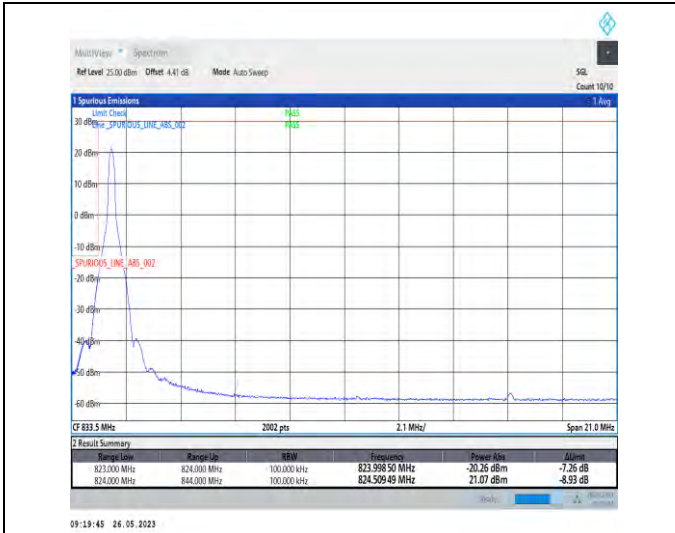 MultiView Spectrum
Ref Level 25.00 dBm Offset 4.41 dB Mode Auto Sweep SGL
Count 10/10
1 Spurious Emissions 1 Avg
Limit Check PASS
30 dBm Line _SPURIOUS_LINE_ABS_002 PASS
20 dBm
10 dBm
0 dBm
-10 dBm
_SPURIOUS_LINE_ABS_002
-20 dBm
-30 dBm
-40 dBm
-50 dBm
-60 dBm
CF 833.5 MHz 2002 pts 2.1 MHz/ Span 21.0 MHz
2 Result Summary
Range Low Range Up RBW Frequency Power Abs ΔLimit
823.000 MHz 824.000 MHz 100.000 kHz 823.99850 MHz -20.26 dBm -7.26 dB
824.000 MHz 844.000 MHz 100.000 kHz 824.50949 MHz 21.07 dBm -8.93 dB
09:19:45 26.05.2023